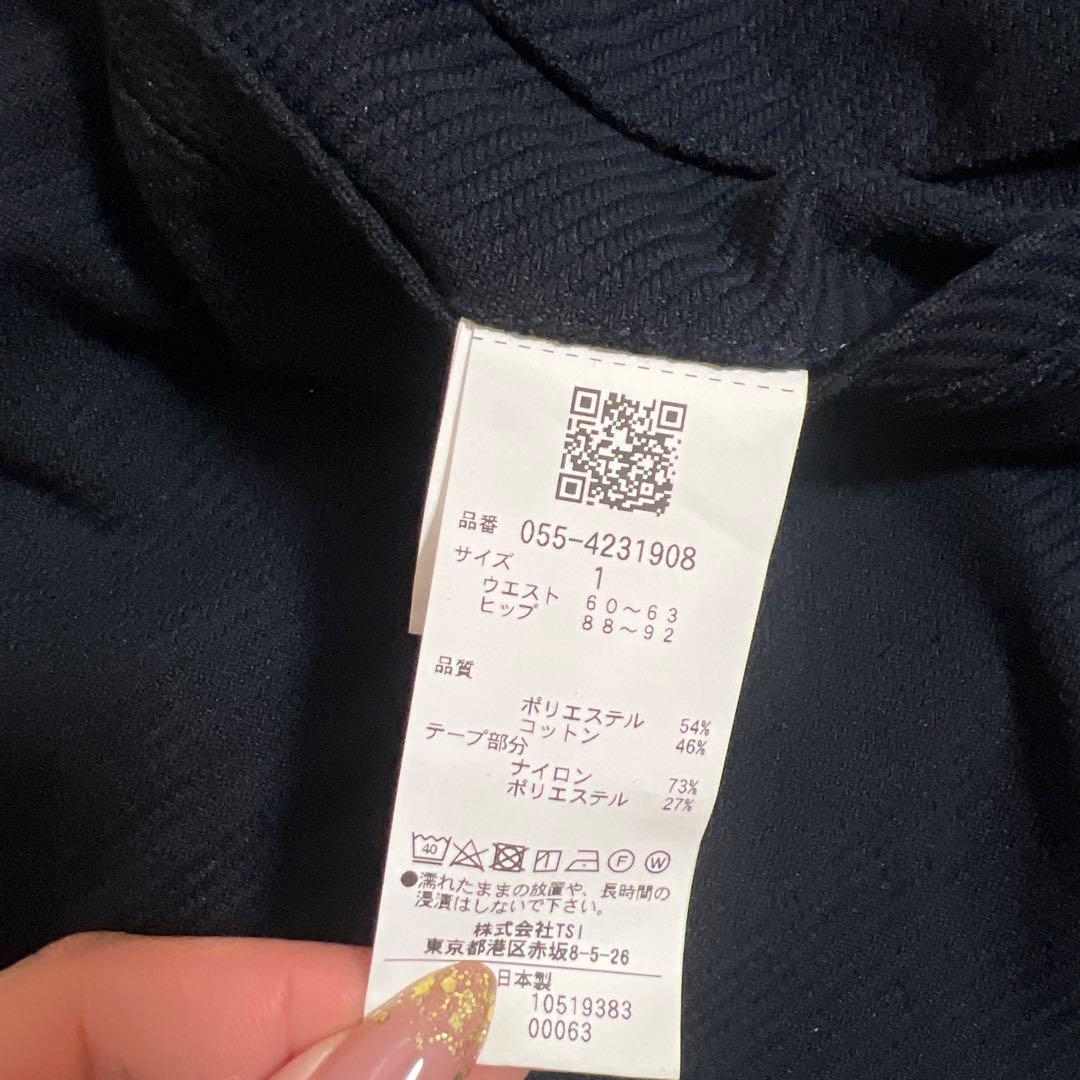 品番 055-4231908
サイズ 1
ウエスト 60～63
ヒップ 88～92
品質
ポリエステル 54%
コットン 46%
テープ部分
ナイロン 73%
ポリエステル 27%
40 F W
●濡れたままの放置や、長時間の
浸漬はしないで下さい。
株式会社TSI
東京都港区赤坂8-5-26
日本製
10519383
00063